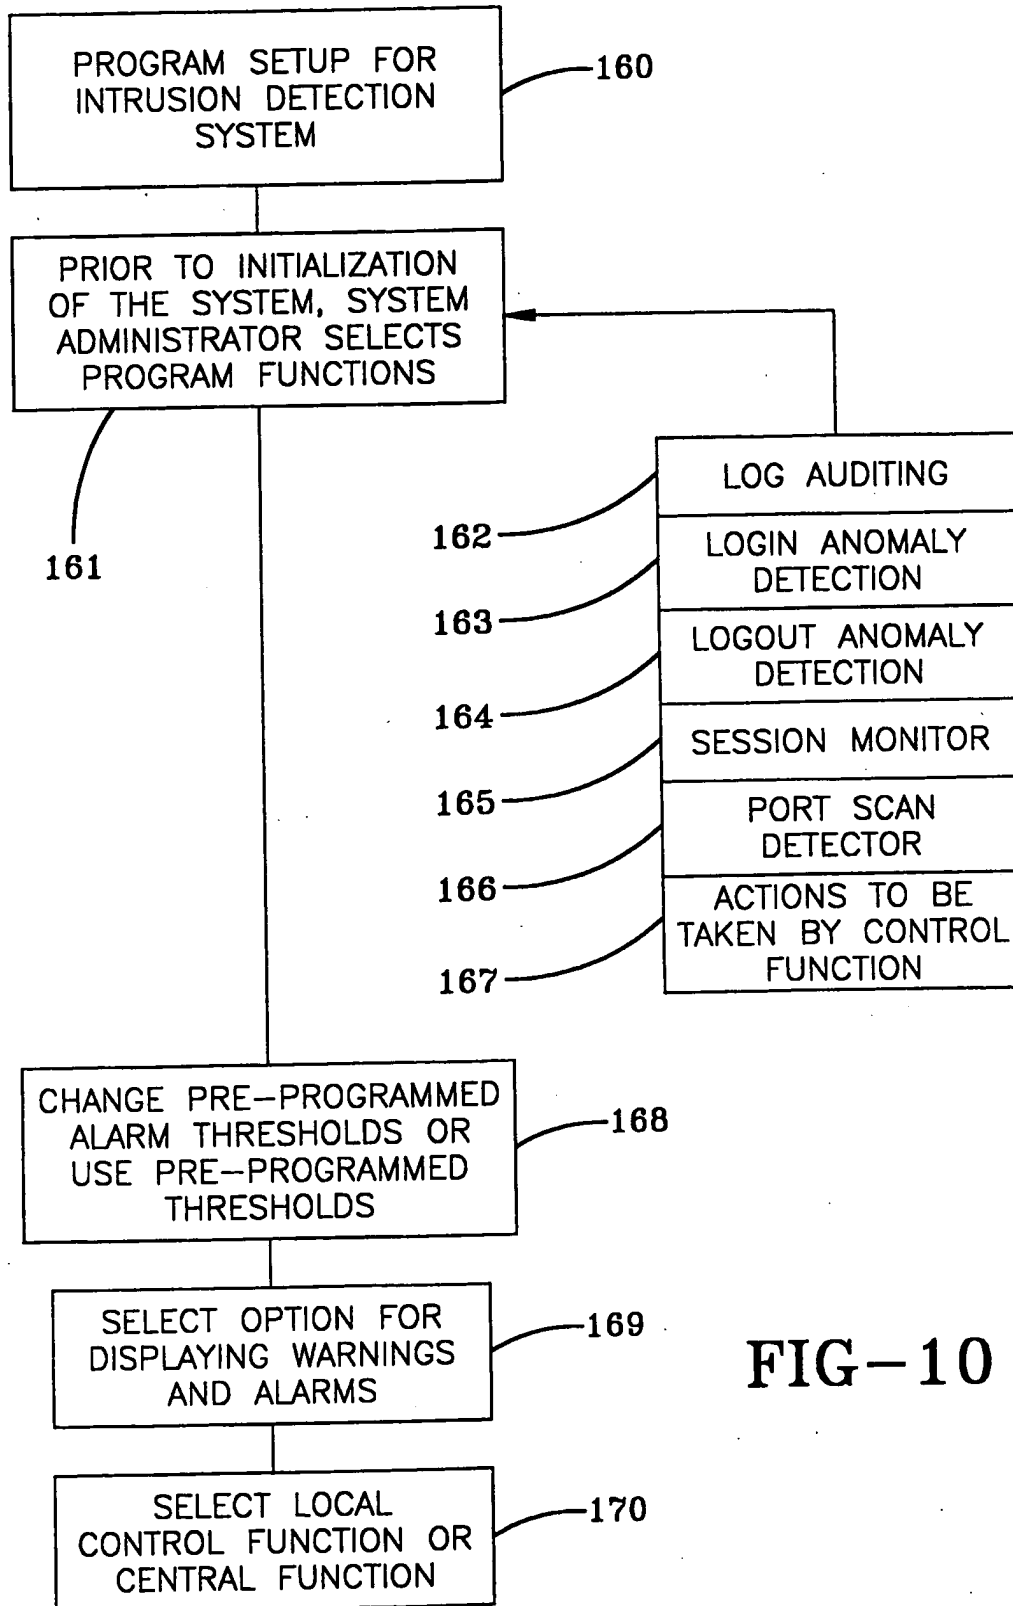 PROGRAM SETUP FOR
INTRUSION DETECTION
SYSTEM
160
PRIOR TO INITIALIZATION
OF THE SYSTEM, SYSTEM
ADMINISTRATOR SELECTS
PROGRAM FUNCTIONS
161
LOG AUDITING
162
LOGIN ANOMALY
DETECTION
163
LOGOUT ANOMALY
DETECTION
164
SESSION MONITOR
165
PORT SCAN
DETECTOR
166
ACTIONS TO BE
TAKEN BY CONTROL
FUNCTION
167
CHANGE PRE-PROGRAMMED
ALARM THRESHOLDS OR
USE PRE-PROGRAMMED
THRESHOLDS
168
SELECT OPTION FOR
DISPLAYING WARNINGS
AND ALARMS
169
SELECT LOCAL
CONTROL FUNCTION OR
CENTRAL FUNCTION
170
FIG-10